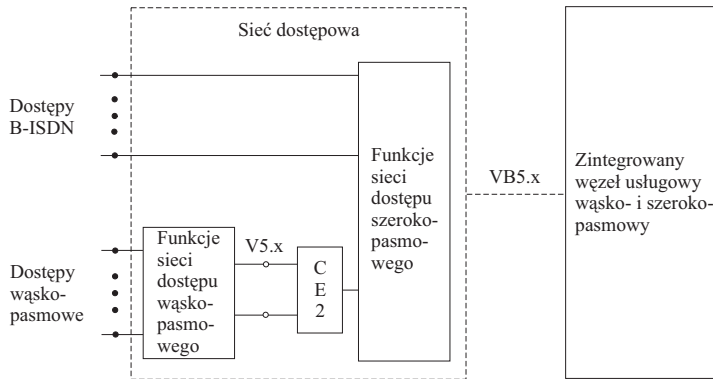 Sieć dostępowa
Dostępy
B-ISDN
Funkcje
sieci
dostępu
szeroko-
pasmo-
wego
VB5.x
Zintegrowany
węzeł usługowy
wąsko- i szeroko-
pasmowy
Dostępy
wąsko-
pasmowe
Funkcje
sieci
dostępu
wąsko-
pasmo-
wego
V5.x
C
E
2